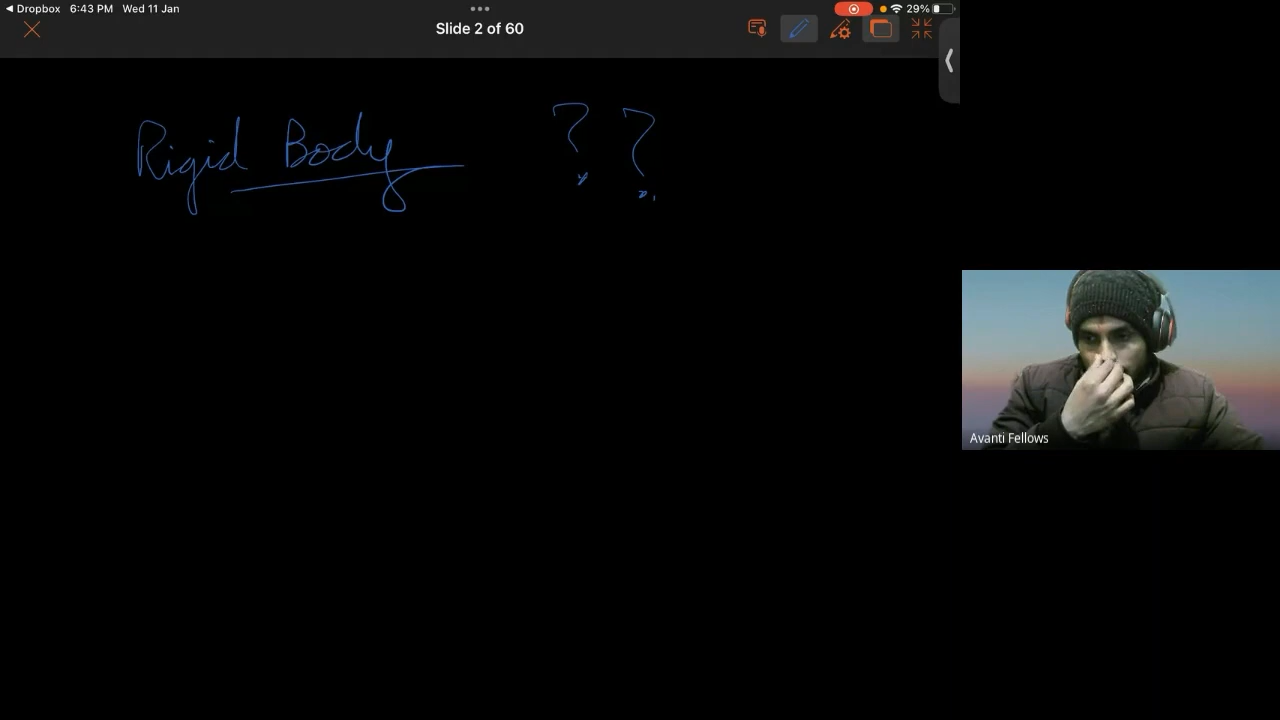 Dropbox 6:43 PM Wed 11 Jan 29%
Slide 2 of 60
Rigid Body ? ?
Avanti Fellows